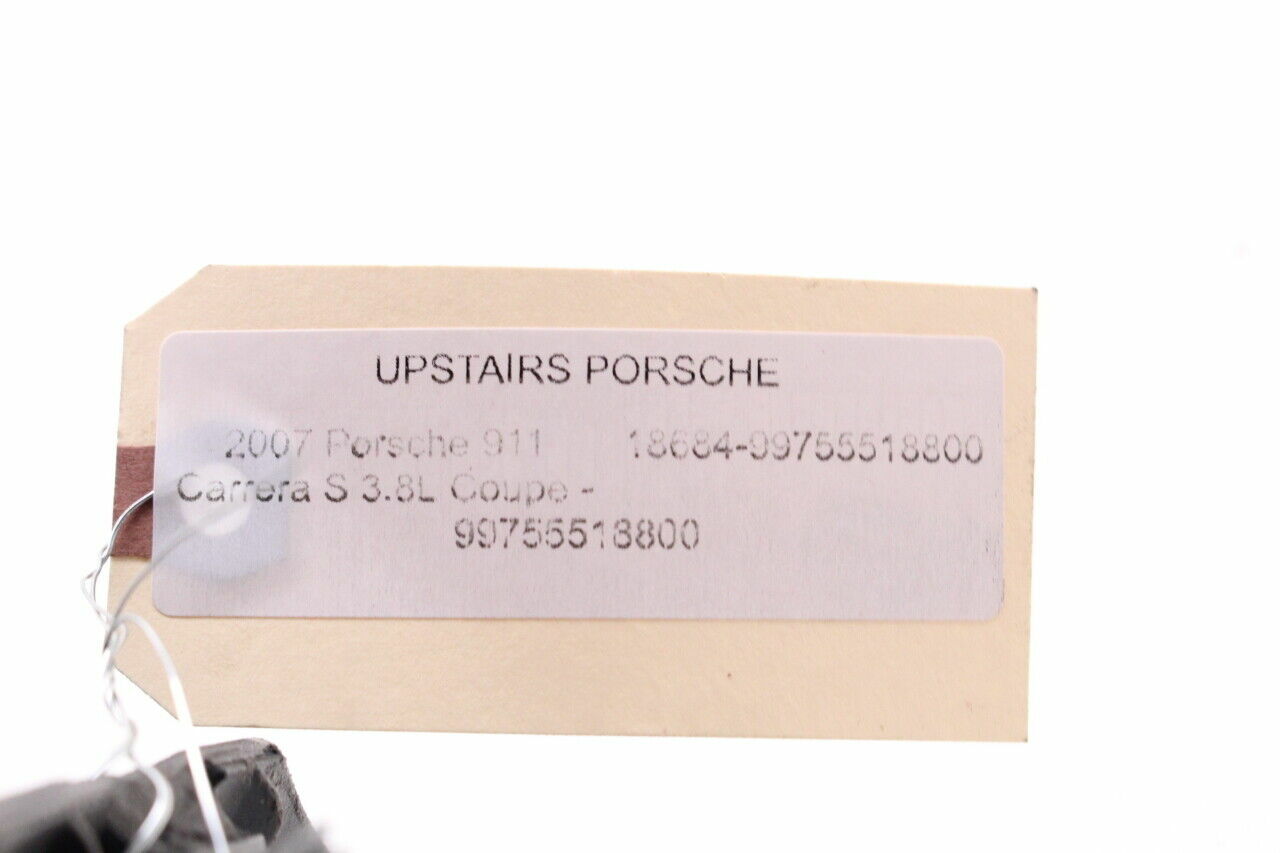 UPSTAIRS PORSCHE
2007 Porsche 911 18684-99755518800
Carrera S 3.8L Coupe -
99755518800